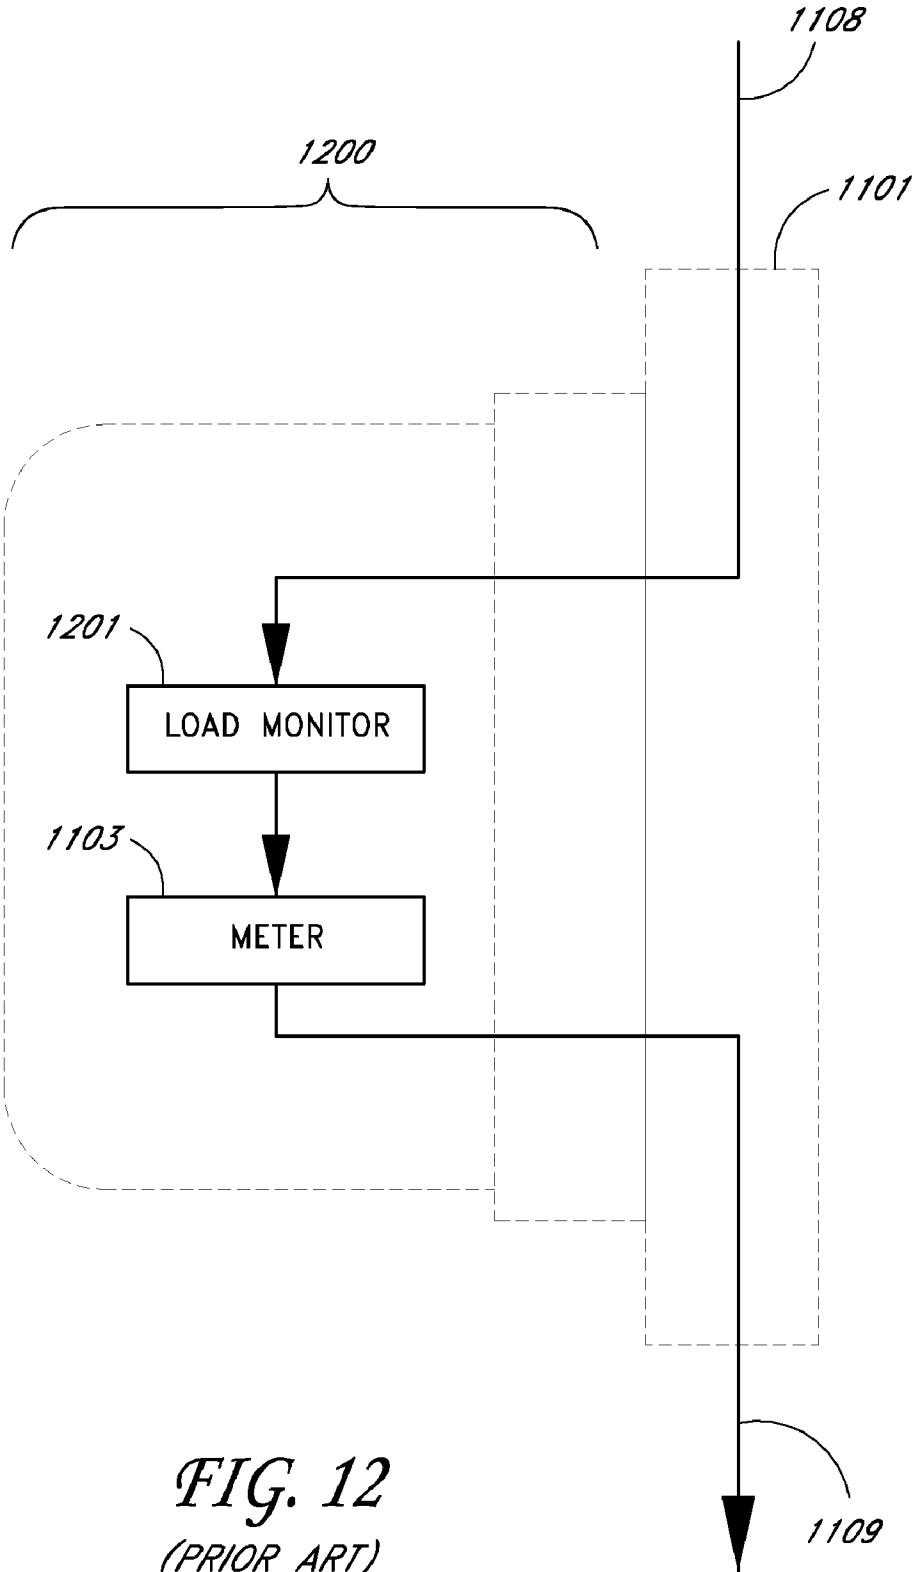 1108
1200
1101
1201
LOAD MONITOR
1103
METER
FIG. 12
(PRIOR ART)
1109